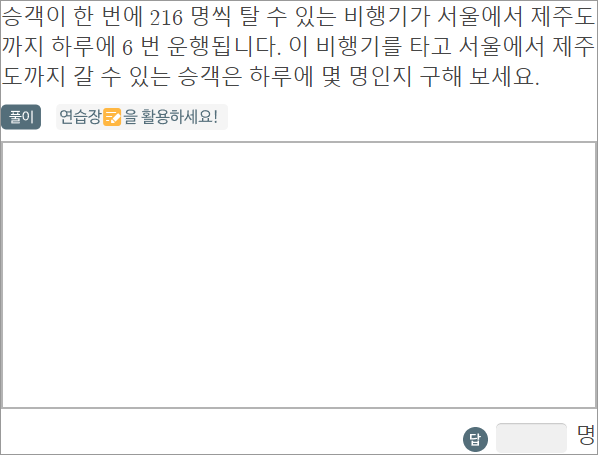 승객이 한 번에 216 명씩 탈 수 있는 비행기가 서울에서 제주도
까지 하루에 6 번 운행됩니다. 이 비행기를 타고 서울에서 제주
도까지 갈 수 있는 승객은 하루에 몇 명인지 구해 보세요.
풀이 연습장을 활용하세요!
답 명